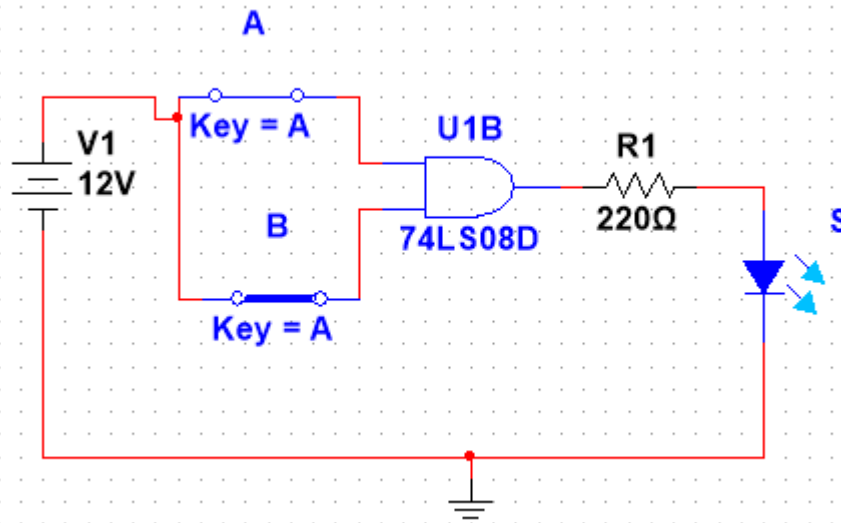 A
Key = A
V1
12V
U1B
74LS08D
R1
220Ω
S
B
Key = A